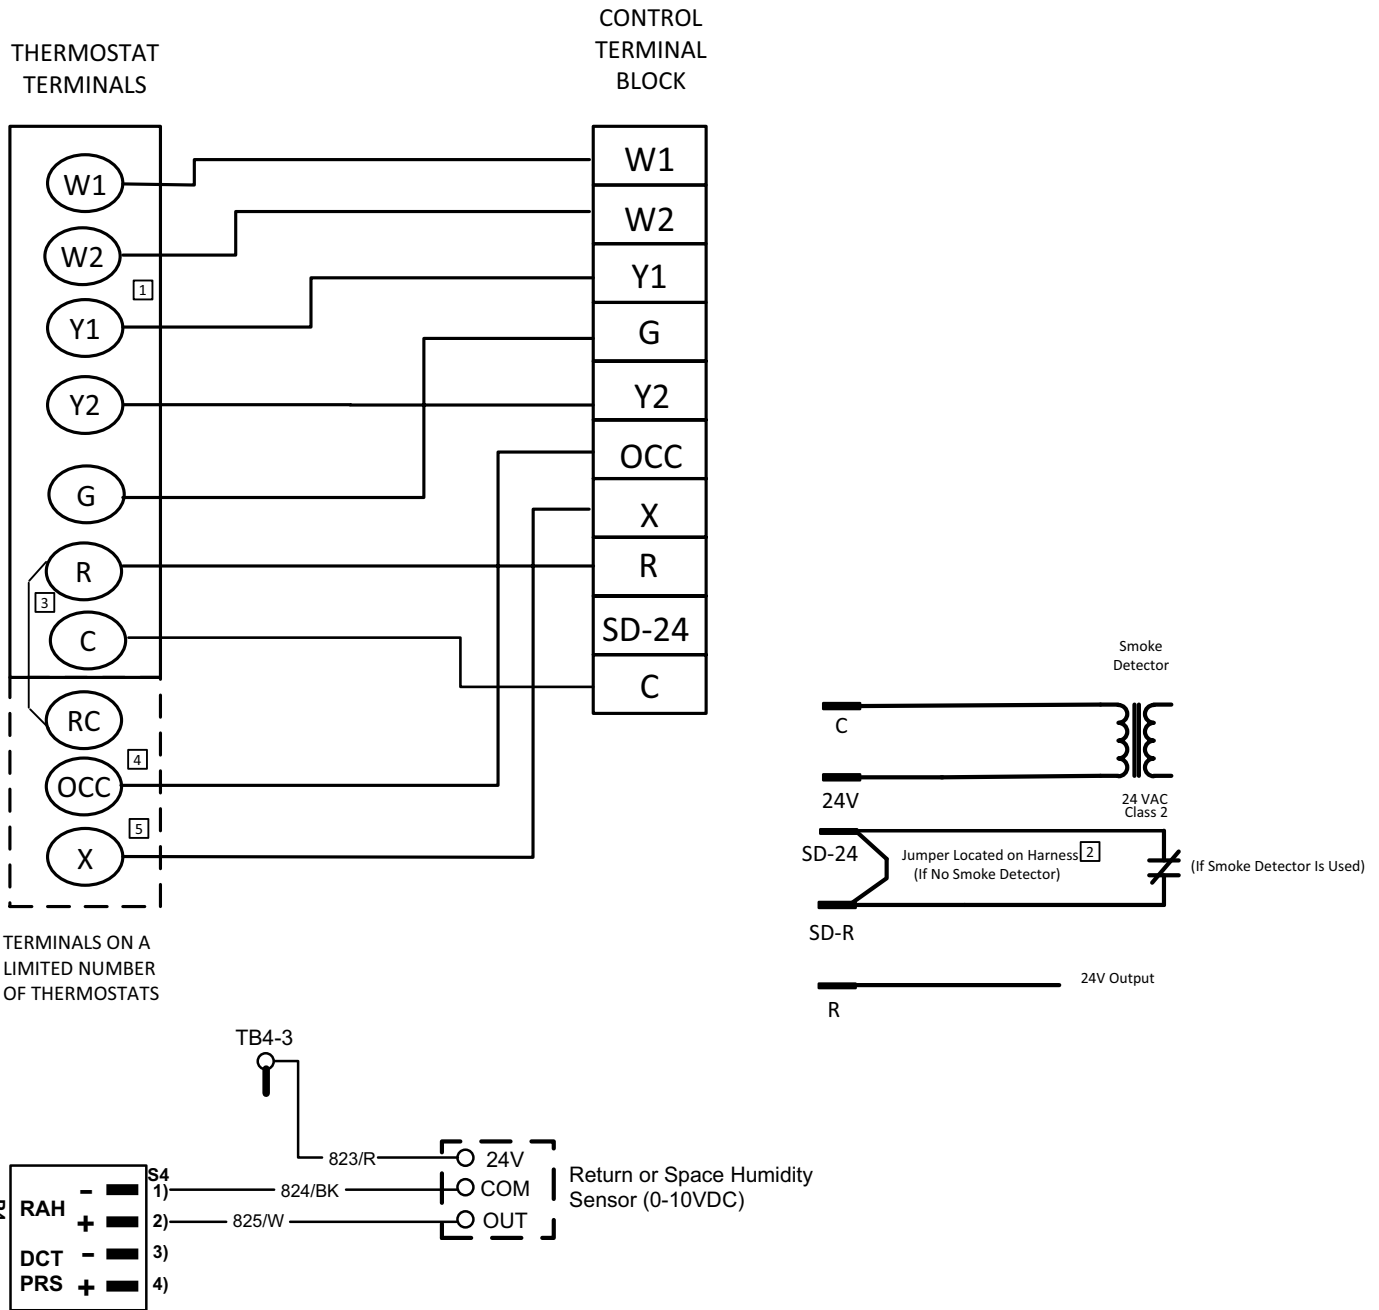 THERMOSTAT
TERMINALS
CONTROL
TERMINAL
BLOCK
W1
W2
1
Y1
Y2
G
R
3
C
RC
4
OCC
5
X
TERMINALS ON A
LIMITED NUMBER
OF THERMOSTATS
W1
W2
Y1
G
Y2
OCC
X
R
SD-24
C
Smoke
Detector
C
24V
24 VAC
Class 2
SD-24
Jumper Located on Harness 2
(If No Smoke Detector)
(If Smoke Detector Is Used)
SD-R
24V Output
R
TB4-3
823/R
24V
824/BK
COM
825/W
OUT
Return or Space Humidity
Sensor (0-10VDC)
S4
RAH - 1)
+ 2)
DCT - 3)
PRS + 4)